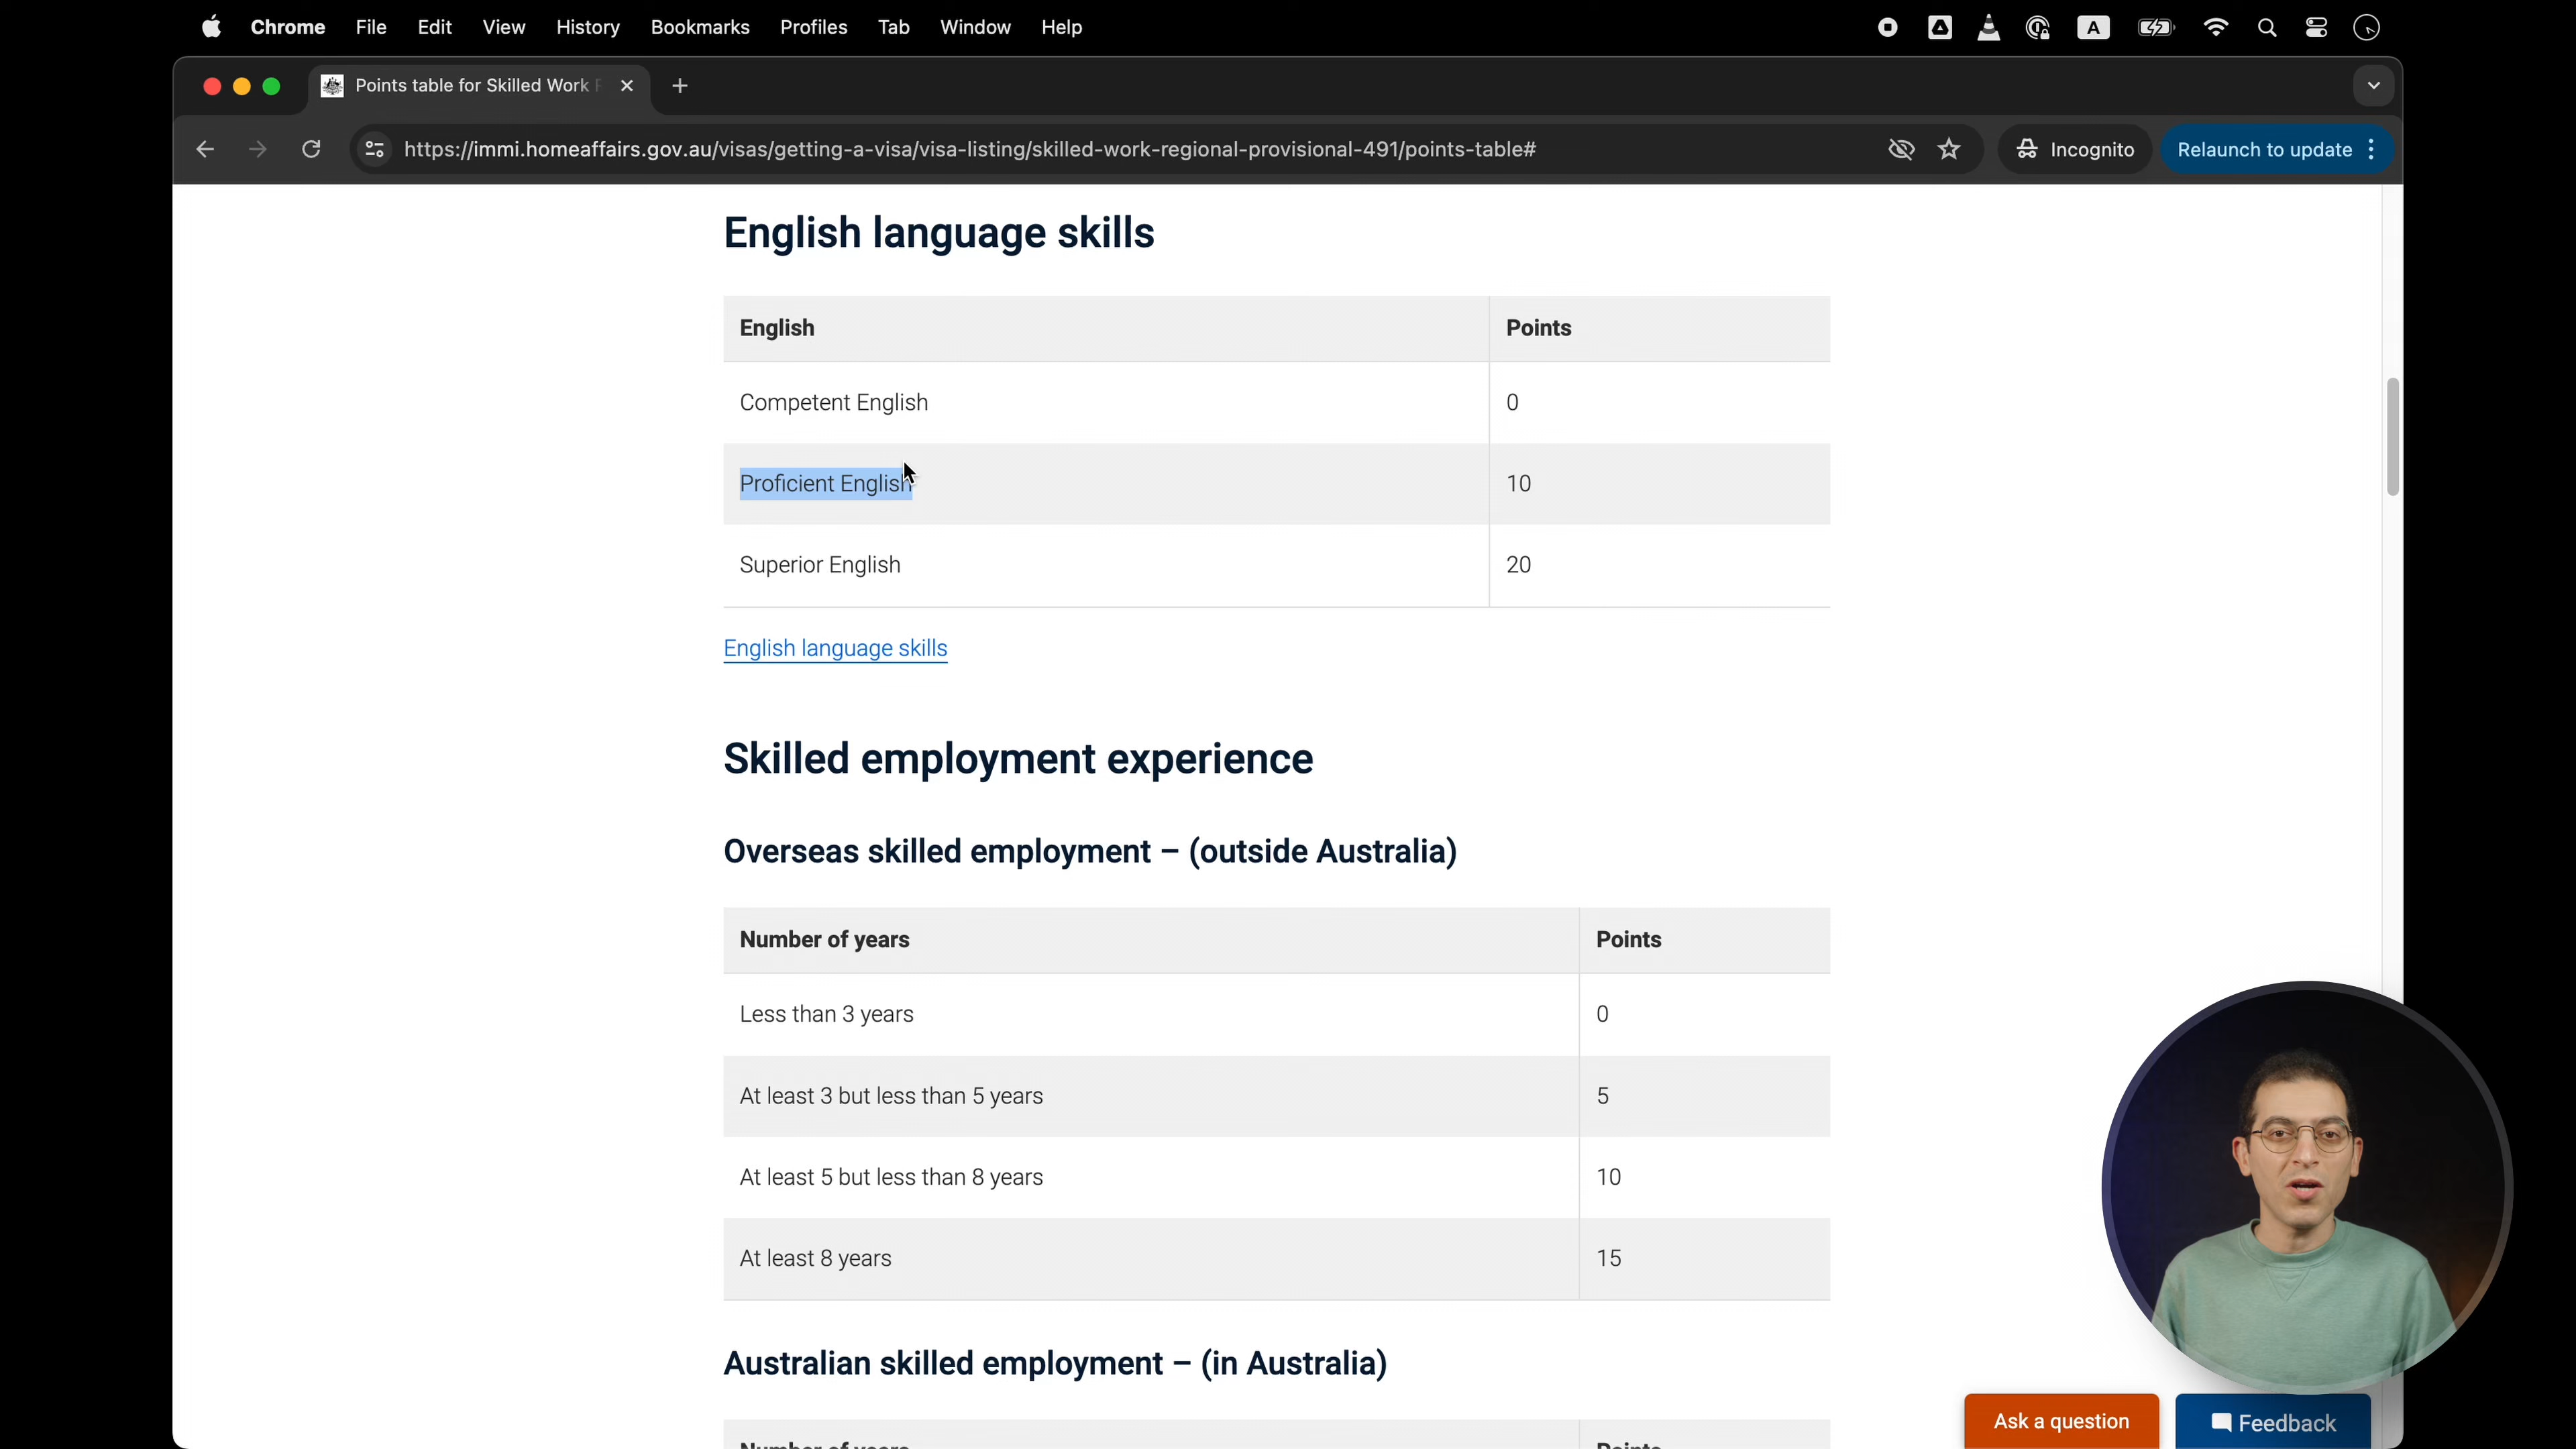 Chrome File Edit View History Bookmarks Profiles Tab Window Help
A
Points table for Skilled Work
https://immi.homeaffairs.gov.au/visas/getting-a-visa/visa-listing/skilled-work-regional-provisional-491/points-table#
Incognito
Relaunch to update
English language skills
English Points
Competent English 0
Proficient English 10
Superior English 20
English language skills
Skilled employment experience
Overseas skilled employment – (outside Australia)
Number of years Points
Less than 3 years 0
At least 3 but less than 5 years 5
At least 5 but less than 8 years 10
At least 8 years 15
Australian skilled employment – (in Australia)
Number of years Points
Ask a question
Feedback